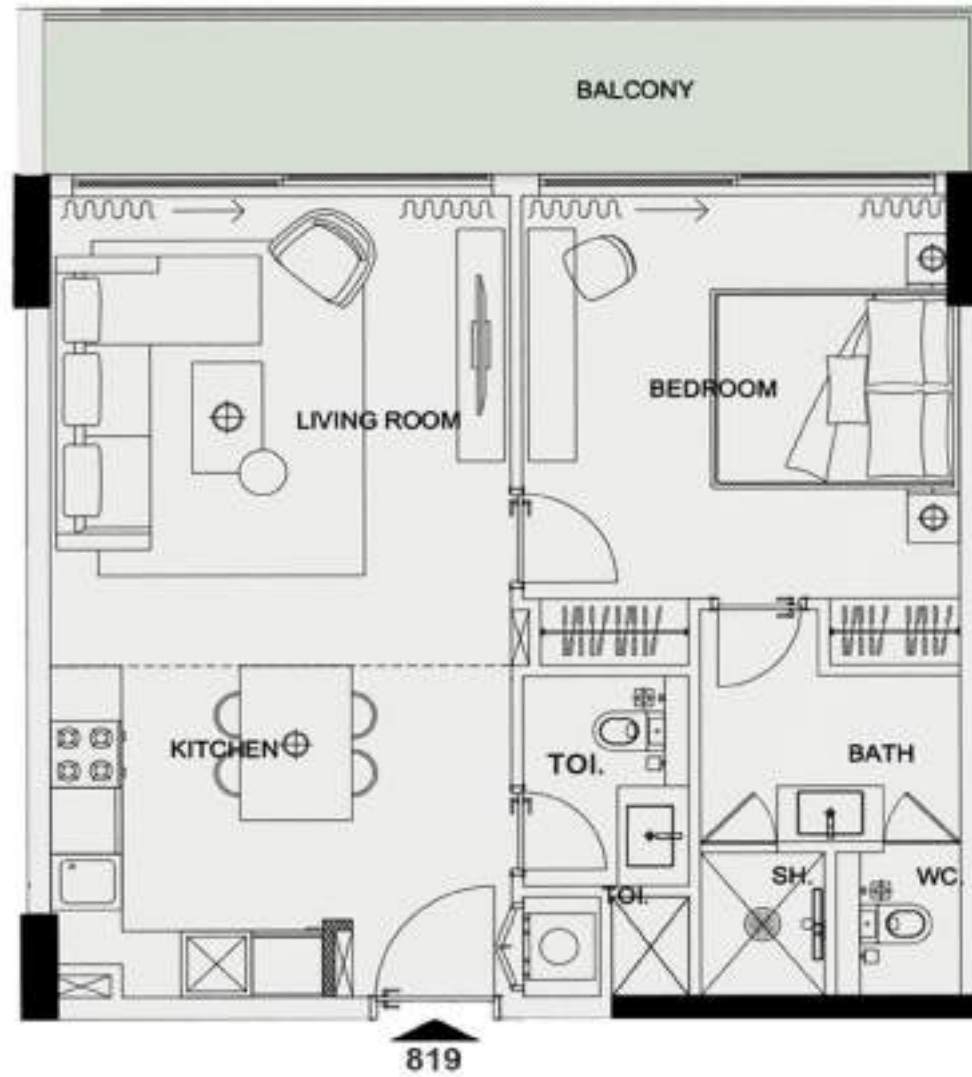 BALCONY
BEDROOM
LIVING ROOM
KITCHEN
TOI.
BATH
SH.
WC.
TOI.
819